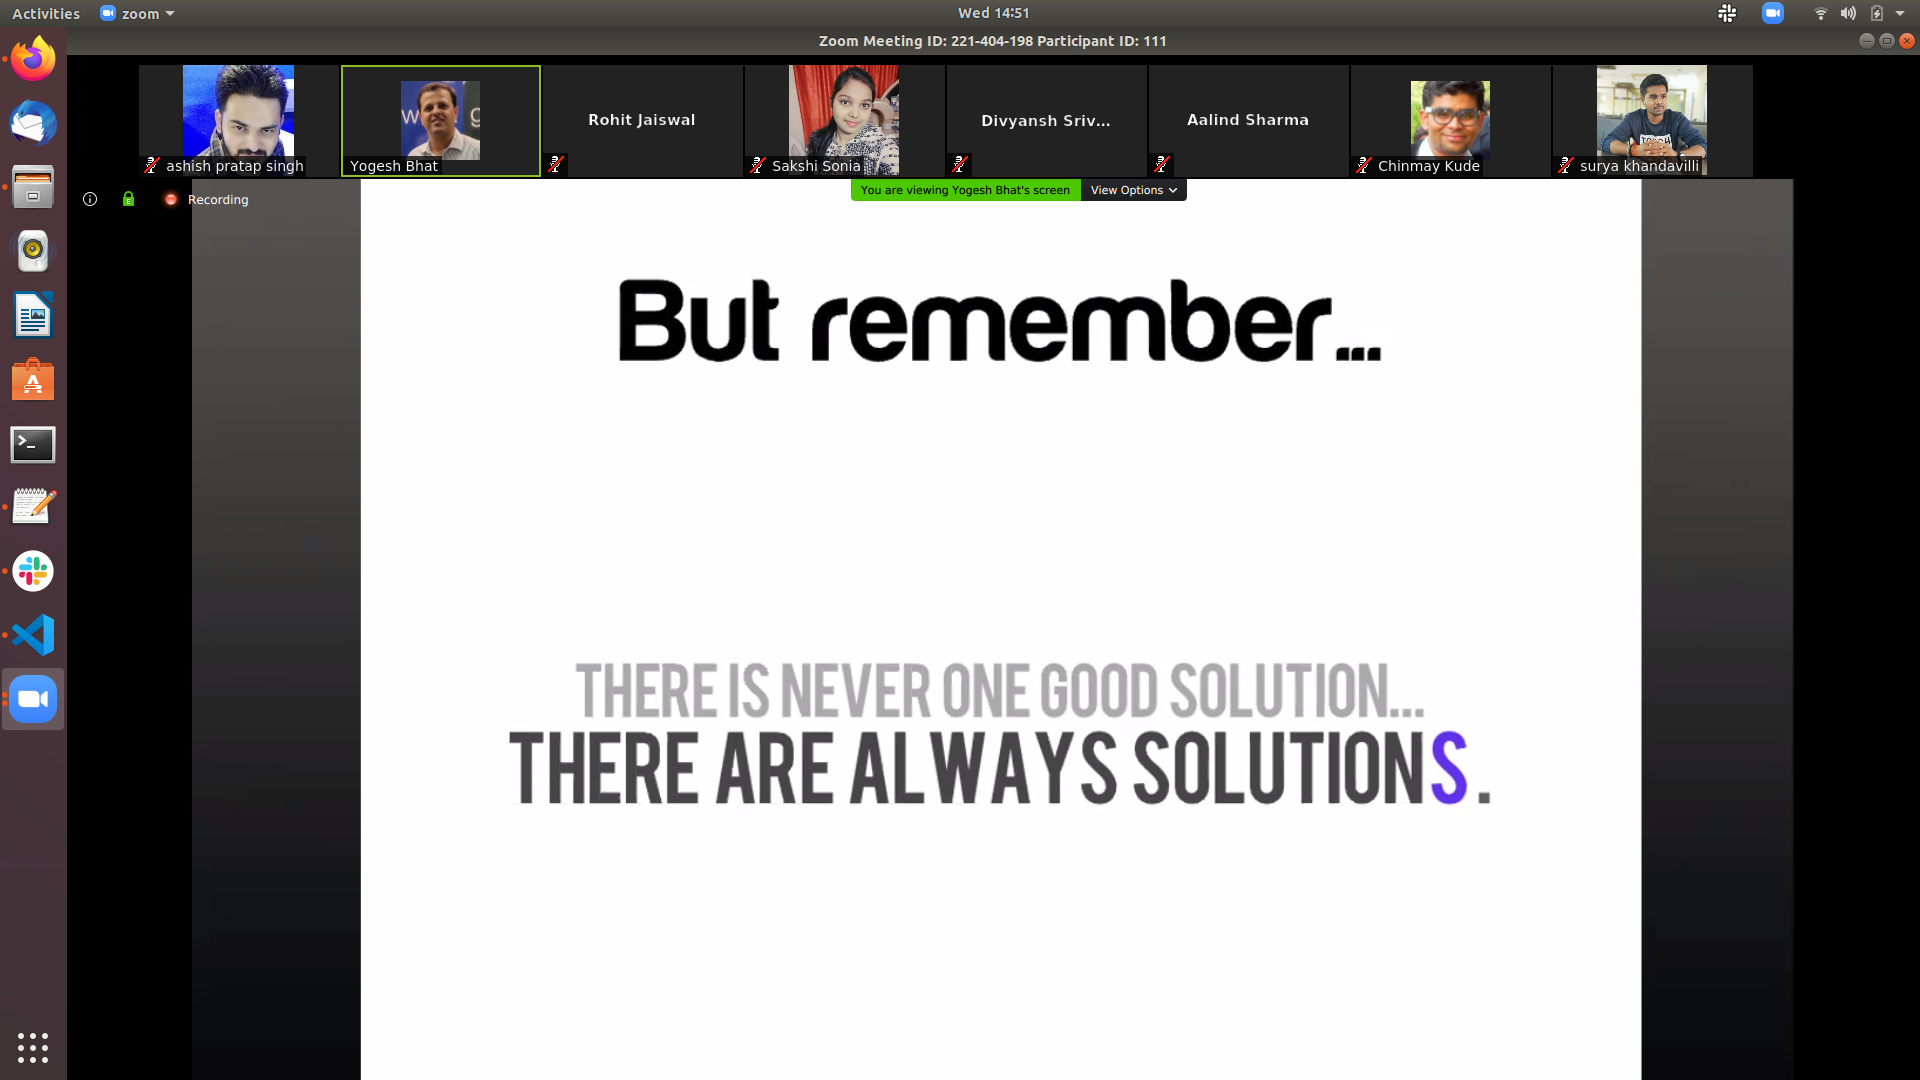 Activities
zoom
Wed 14:51
Zoom Meeting ID: 221-404-198 Participant ID: 111
ashish pratap singh
Yogesh Bhat
Rohit Jaiswal
Sakshi Sonia
Divyansh Sriv...
Aalind Sharma
Chinmay Kude
surya khandavilli
Recording
You are viewing Yogesh Bhat's screen
View Options
But remember...
THERE IS NEVER ONE GOOD SOLUTION...
THERE ARE ALWAYS SOLUTIONS.